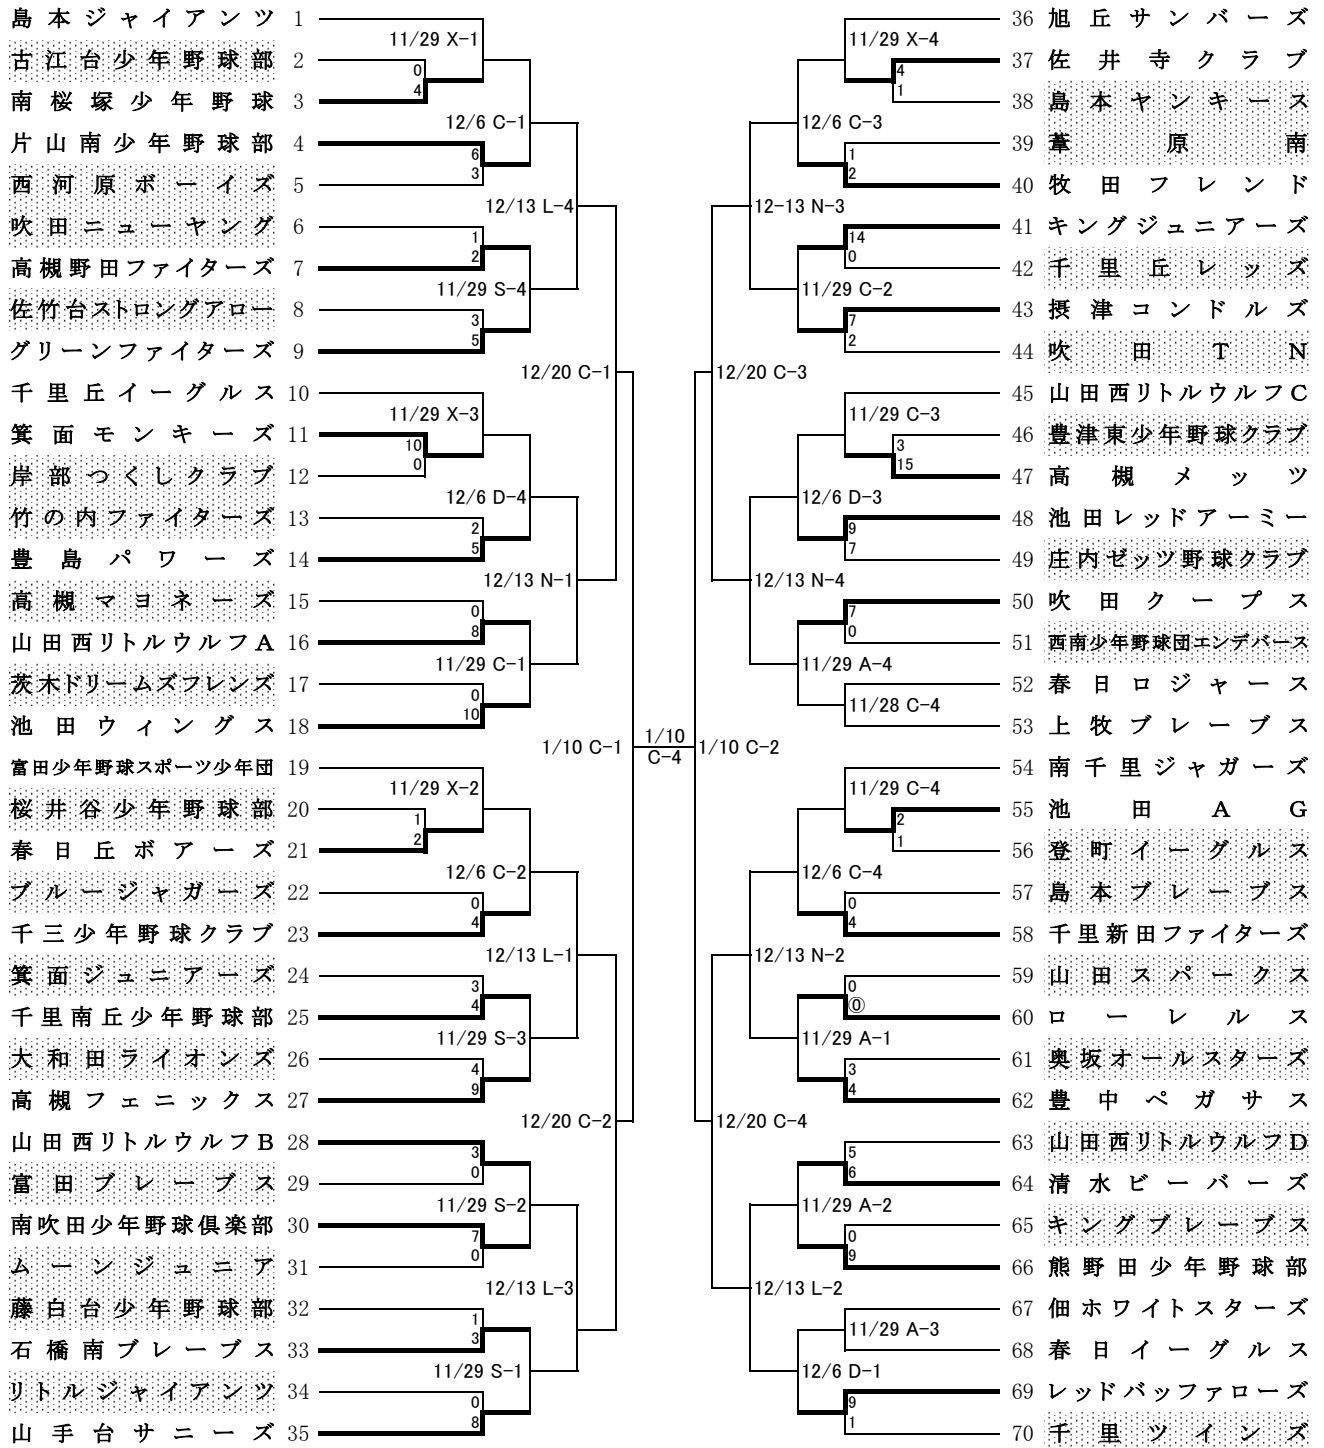 島本ジャイアンツ 1
11/29 X-1
古江台少年野球部 2
0
4
南桜塚少年野球 3
12/6 C-1
片山南少年野球部 4
6
3
西河原ボーイズ 5
12/13 L-4
吹田ニューヤング 6
1
2
高槻野田ファイターズ 7
11/29 S-4
佐竹台ストロングアロー 8
3
5
グリーンファイターズ 9
12/20 C-1
千里丘イーグルス 10
11/29 X-3
箕面モンキーズ 11
10
0
岸部つくしクラブ 12
12/6 D-4
竹の内ファイターズ 13
2
5
豊島パワーズ 14
12/13 N-1
高槻マヨネーズ 15
0
8
山田西リトルウルフA 16
11/29 C-1
茨木ドリームズフレンズ 17
0
10
池田ウィングス 18
1/10 C-1
富田少年野球スポーツ少年団 19
11/29 X-2
桜井谷少年野球部 20
1
2
春日丘ボアーズ 21
12/6 C-2
ブルージャガーズ 22
0
4
千三少年野球クラブ 23
12/13 L-1
箕面ジュニアーズ 24
3
4
千里南丘少年野球部 25
11/29 S-3
大和田ライオンズ 26
4
9
高槻フェニックス 27
12/20 C-2
山田西リトルウルフB 28
3
0
富田ブレーブス 29
11/29 S-2
南吹田少年野球倶楽部 30
7
0
ムーンジュニア 31
12/13 L-3
藤白台少年野球部 32
1
3
石橋南ブレーブス 33
11/29 S-1
リトルジャイアンツ 34
0
8
山手台サニーズ 35
1/10
C-4
36 旭丘サンバーズ
11/29 X-4
37 佐井寺クラブ
4
1
38 島本ヤンキース
12/6 C-3
39 葦原南
1
2
40 牧田フレンド
12-13 N-3
41 キングジュニアーズ
14
0
42 千里丘レッズ
11/29 C-2
43 摂津コンドルズ
7
2
44 吹田TN
12/20 C-3
45 山田西リトルウルフC
11/29 C-3
46 豊津東少年野球クラブ
3
15
47 高槻メッツ
12/6 D-3
48 池田レッドアーミー
9
7
49 庄内ゼッツ野球クラブ
12/13 N-4
50 吹田クープス
7
0
51 西南少年野球団エンデバース
11/29 A-4
52 春日ロジャース
11/28 C-4
53 上牧ブレーブス
1/10 C-2
54 南千里ジャガーズ
11/29 C-4
55 池田AG
2
1
56 登町イーグルス
12/6 C-4
57 島本ブレーブス
0
4
58 千里新田ファイターズ
12/13 N-2
59 山田スパークス
0
⓪
60 ローレルス
11/29 A-1
61 奥坂オールスターズ
3
4
62 豊中ペガサス
12/20 C-4
63 山田西リトルウルフD
5
6
64 清水ビーバーズ
11/29 A-2
65 キングブレーブス
0
9
66 熊野田少年野球部
12/13 L-2
67 佃ホワイトスターズ
11/29 A-3
68 春日イーグルス
12/6 D-1
69 レッドバッファローズ
9
1
70 千里ツインズ